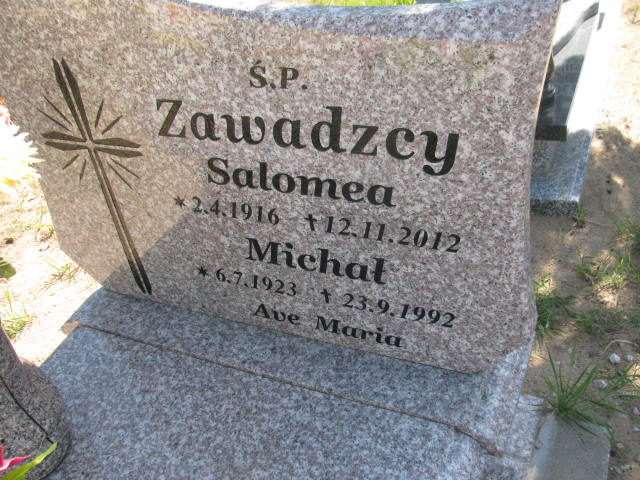 Ś.P.
Zawadzcy
Salomea
* 2.4.1916 ✝ 12.11.2012
Michał
* 6.7.1923 ✝ 23.9.1992
Ave Maria